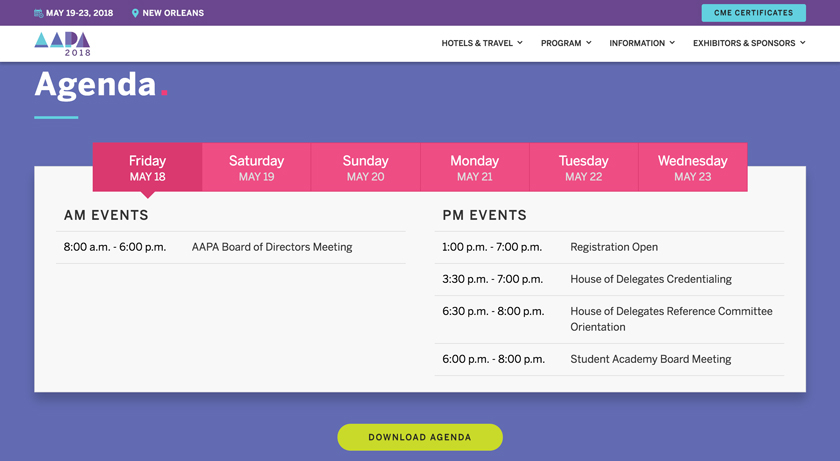 MAY 19-23, 2018 NEW ORLEANS CME CERTIFICATES
AAPA
2018
HOTELS & TRAVEL PROGRAM INFORMATION EXHIBITORS & SPONSORS
Agenda.
Friday Saturday Sunday Monday Tuesday Wednesday
MAY 18 MAY 19 MAY 20 MAY 21 MAY 22 MAY 23
AM EVENTS
8:00 a.m. - 6:00 p.m. AAPA Board of Directors Meeting
PM EVENTS
1:00 p.m. - 7:00 p.m. Registration Open
3:30 p.m. - 7:00 p.m. House of Delegates Credentialing
6:30 p.m. - 8:00 p.m. House of Delegates Reference Committee
Orientation
6:00 p.m. - 8:00 p.m. Student Academy Board Meeting
DOWNLOAD AGENDA